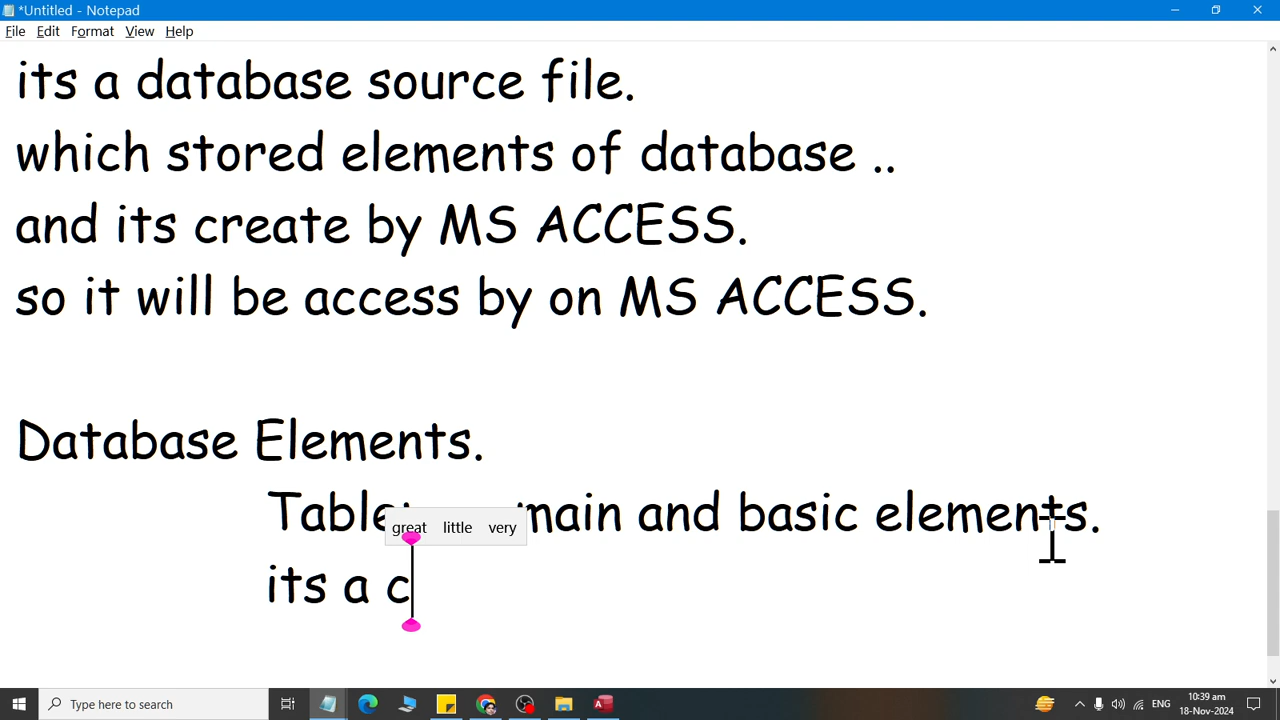 *Untitled - Notepad
File Edit Format View Help
its a database source file.
which stored elements of database ..
and its create by MS ACCESS.
so it will be access by on MS ACCESS.
Database Elements.
main and basic elements.
great little very
its a c
Type here to search
ENG
10:39 am
18-Nov-2024